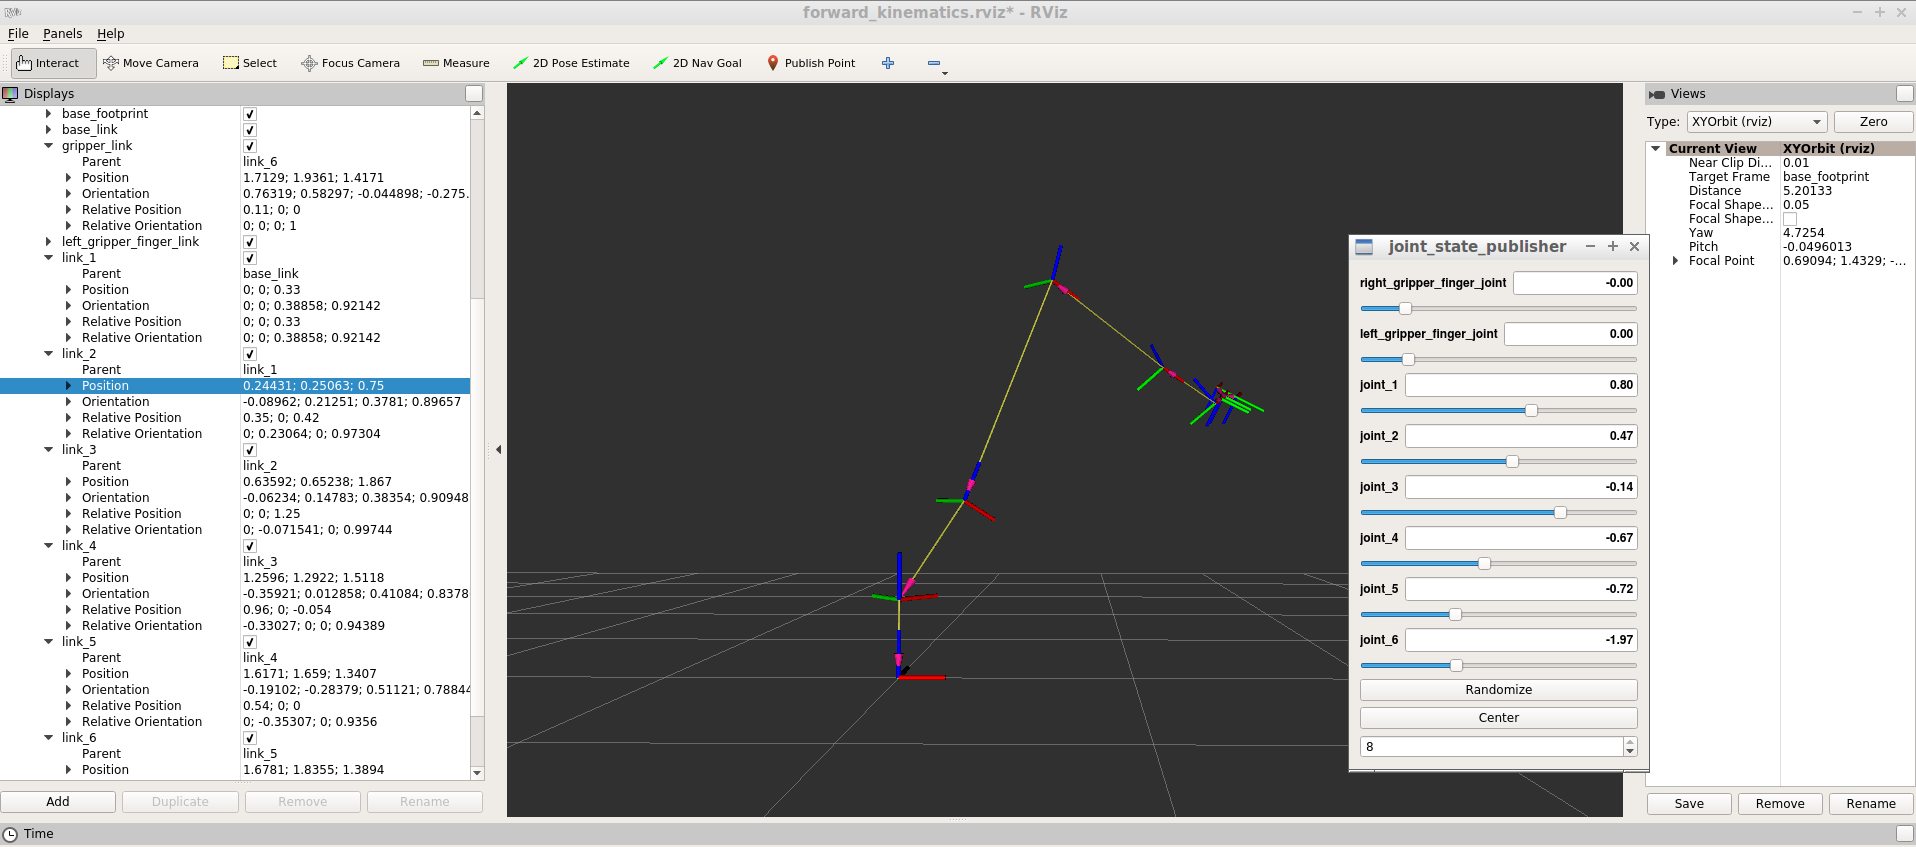 forward_kinematics.rviz* - RViz
File Panels Help
Interact Move Camera Select Focus Camera Measure 2D Pose Estimate 2D Nav Goal Publish Point
Displays
base_footprint
base_link
gripper_link
Parent link_6
Position 1.7129; 1.9361; 1.4171
Orientation 0.76319; 0.58297; -0.044898; -0.275.
Relative Position 0.11; 0; 0
Relative Orientation 0; 0; 0; 1
left_gripper_finger_link
link_1
Parent base_link
Position 0; 0; 0.33
Orientation 0; 0; 0.38858; 0.92142
Relative Position 0; 0; 0.33
Relative Orientation 0; 0; 0.38858; 0.92142
link_2
Parent link_1
Position 0.24431; 0.25063; 0.75
Orientation -0.08962; 0.21251; 0.3781; 0.89657
Relative Position 0.35; 0; 0.42
Relative Orientation 0; 0.23064; 0; 0.97304
link_3
Parent link_2
Position 0.63592; 0.65238; 1.867
Orientation -0.06234; 0.14783; 0.38354; 0.90948
Relative Position 0; 0; 1.25
Relative Orientation 0; -0.071541; 0; 0.99744
link_4
Parent link_3
Position 1.2596; 1.2922; 1.5118
Orientation -0.35921; 0.012858; 0.41084; 0.8378
Relative Position 0.96; 0; -0.054
Relative Orientation -0.33027; 0; 0; 0.94389
link_5
Parent link_4
Position 1.6171; 1.659; 1.3407
Orientation -0.19102; -0.28379; 0.51121; 0.78844
Relative Position 0.54; 0; 0
Relative Orientation 0; -0.35307; 0; 0.9356
link_6
Parent link_5
Position 1.6781; 1.8355; 1.3894
Add Duplicate Remove Rename
Time
joint_state_publisher
right_gripper_finger_joint -0.00
left_gripper_finger_joint 0.00
joint_1 0.80
joint_2 0.47
joint_3 -0.14
joint_4 -0.67
joint_5 -0.72
joint_6 -1.97
Randomize
Center
8
Views
Type: XYOrbit (rviz) Zero
Current View XYOrbit (rviz)
Near Clip Di... 0.01
Target Frame base_footprint
Distance 5.20133
Focal Shape... 0.05
Focal Shape...
Yaw 4.7254
Pitch -0.0496013
Focal Point 0.69094; 1.4329; -...
Save Remove Rename